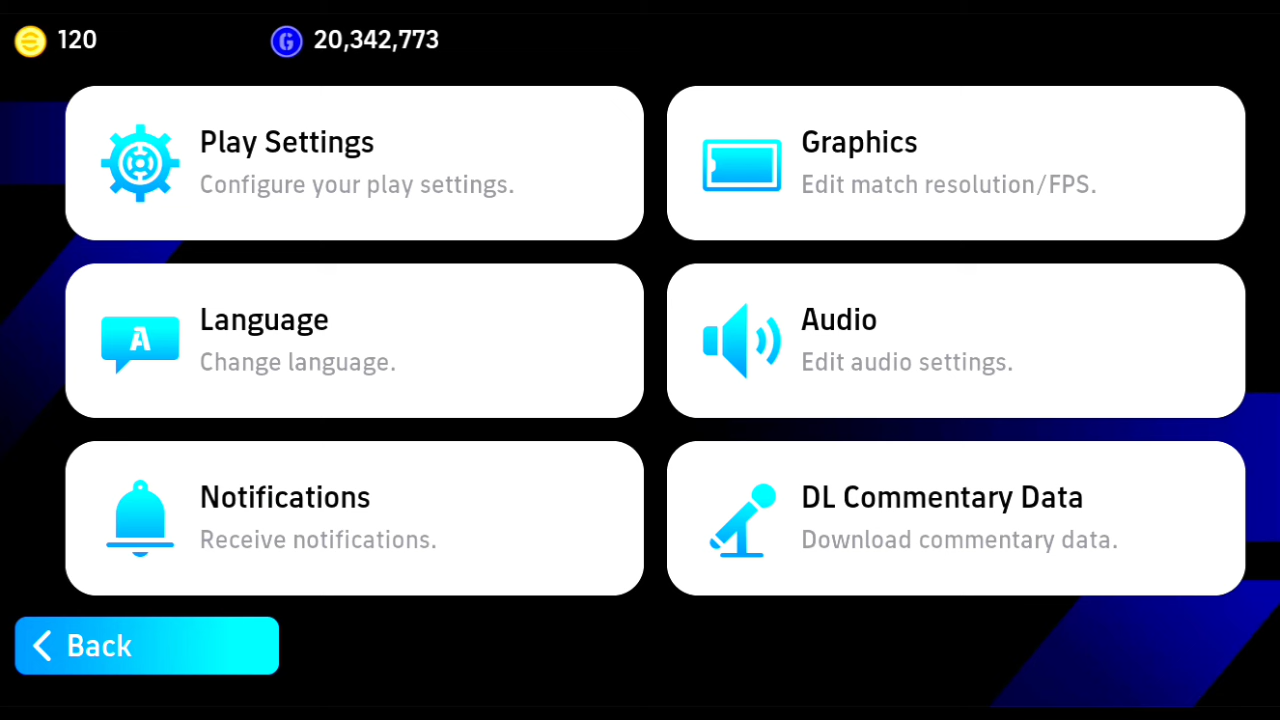 120
20,342,773
Play Settings
Configure your play settings.
Graphics
Edit match resolution/FPS.
Language
Change language.
Audio
Edit audio settings.
Notifications
Receive notifications.
DL Commentary Data
Download commentary data.
Back